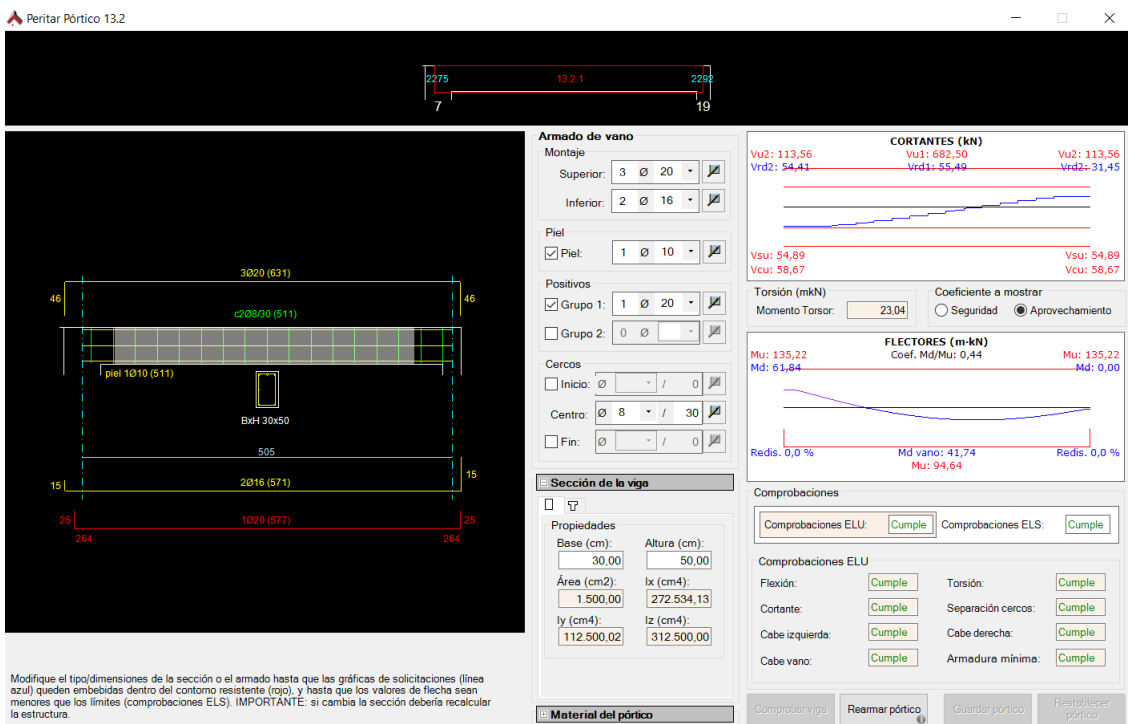 Peritar Pórtico 13.2
2275 13.2.1 2292
7 19
3Ø20 (631)
46 46
c2Ø8/30 (511)
piel 1Ø10 (511)
BxH 30x50
505
15 2Ø16 (571) 15
25 1Ø20 (577) 25
264 264
Modifique el tipo/dimensiones de la sección o el armado hasta que las gráficas de solicitaciones (línea
azul) queden embebidas dentro del contorno resistente (rojo), y hasta que los valores de flecha sean
menores que los límites (comprobaciones ELS). IMPORTANTE: si cambia la sección debería recalcular
la estructura.
Armado de vano
Montaje
Superior: 3 Ø 20
Inferior: 2 Ø 16
Piel
Piel: 1 Ø 10
Positivos
Grupo 1: 1 Ø 20
Grupo 2: 0 Ø
Cercos
Inicio: Ø / 0
Centro: Ø 8 / 30
Fin: Ø / 0
Sección de la viga
Propiedades
Base (cm): Altura (cm):
30,00 50,00
Área (cm2): Ix (cm4):
1.500,00 272.534,13
Iy (cm4): Iz (cm4):
112.500,02 312.500,00
Material del pórtico
CORTANTES (kN)
Vu2: 113,56 Vu1: 682,50 Vu2: 113,56
Vrd2: 54,41 Vrd1: 55,49 Vrd2: 31,45
Vsu: 54,89 Vsu: 54,89
Vcu: 58,67 Vcu: 58,67
Torsión (mkN) Coeficiente a mostrar
Momento Torsor: 23,04 Seguridad Aprovechamiento
FLECTORES (m·kN)
Mu: 135,22 Coef. Md/Mu: 0,44 Mu: 135,22
Md: 61,84 Md: 0,00
Redis. 0,0 % Md vano: 41,74 Redis. 0,0 %
Mu: 94,64
Comprobaciones
Comprobaciones ELU: Cumple Comprobaciones ELS: Cumple
Comprobaciones ELU
Flexión: Cumple Torsión: Cumple
Cortante: Cumple Separación cercos: Cumple
Cabe izquierda: Cumple Cabe derecha: Cumple
Cabe vano: Cumple Armadura mínima: Cumple
Comprobar viga Rearmar pórtico Guardar pórtico Restablecer
pórtico